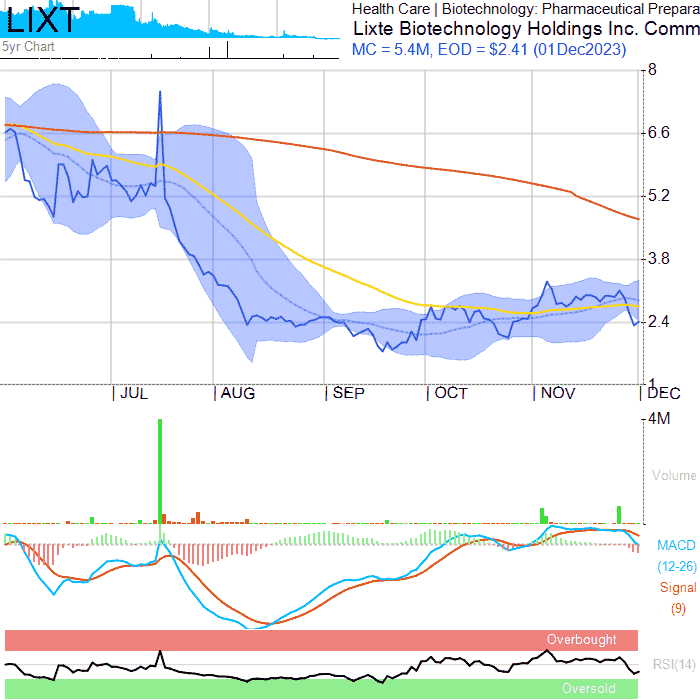 LIXT
5yr Chart
Health Care | Biotechnology: Pharmaceutical Prepara
Lixte Biotechnology Holdings Inc. Comm
MC = 5.4M, EOD = $2.41 (01Dec2023)
8
6.6
5.2
3.8
2.4
1
JUL AUG SEP OCT NOV DEC
4M
Volume
MACD
(12-26)
Signal
(9)
Overbought
RSI(14)
Oversold